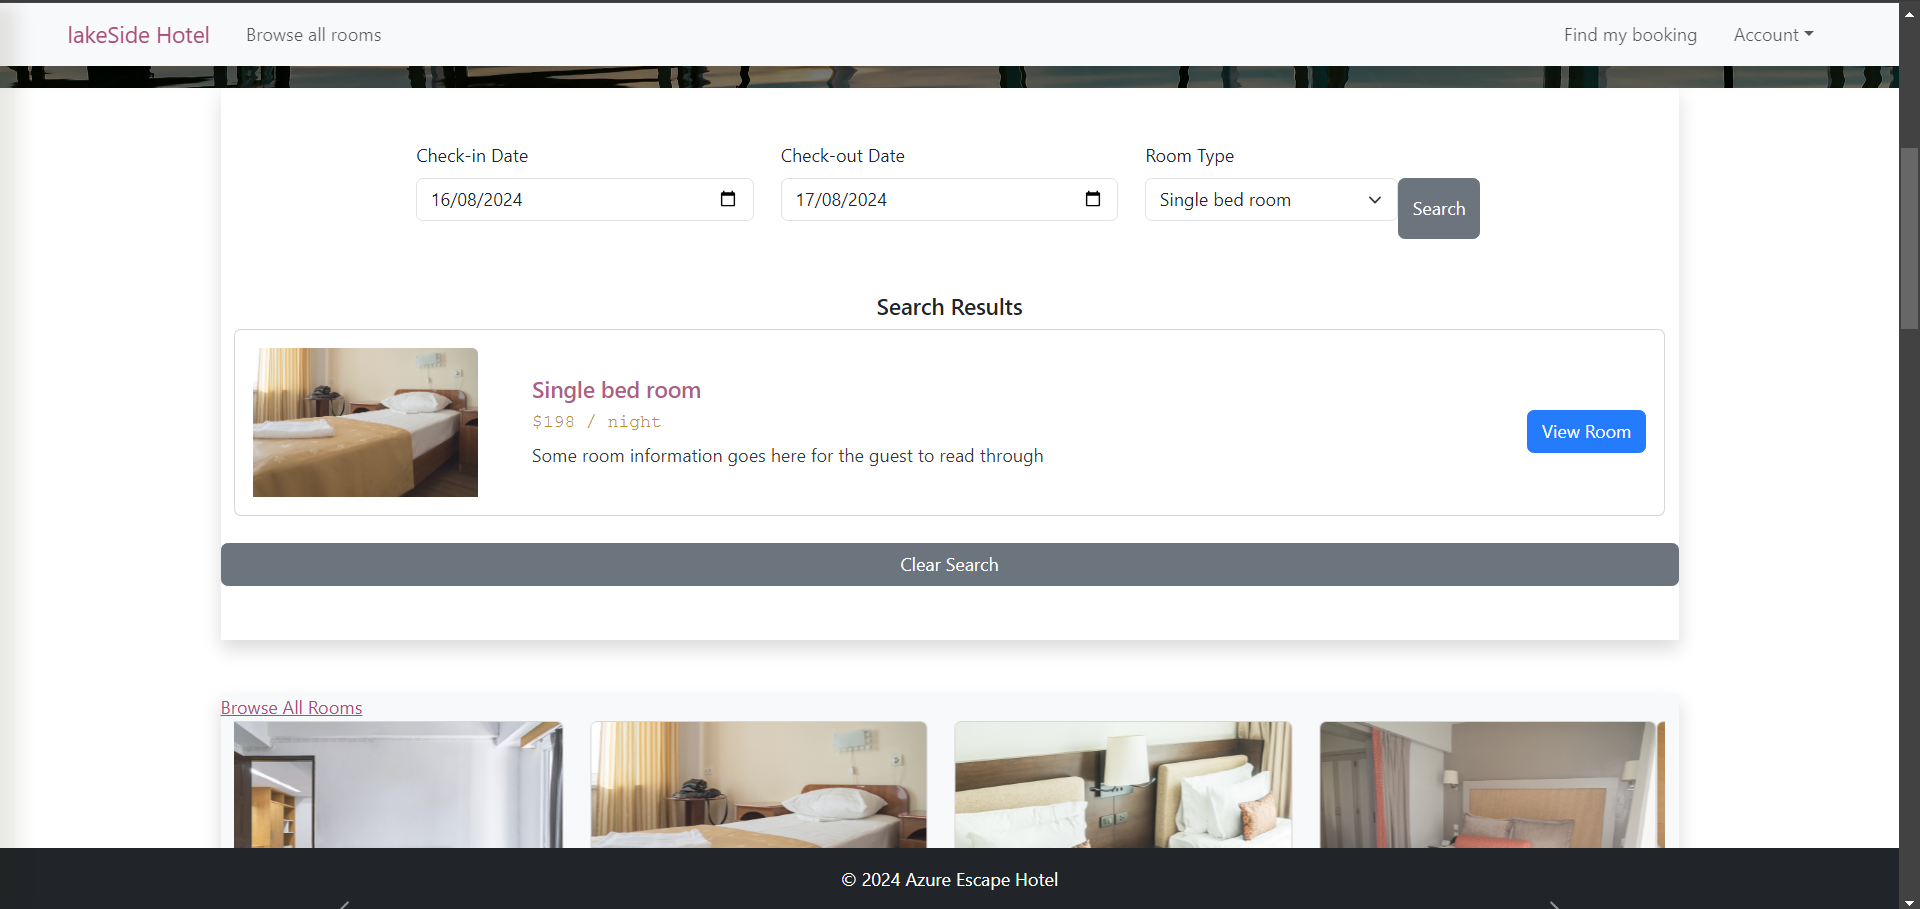 lakeSide Hotel Browse all rooms Find my booking Account
Check-in Date Check-out Date Room Type
16/08/2024 17/08/2024 Single bed room Search
Search Results
Single bed room
$198 / night
Some room information goes here for the guest to read through
View Room
Clear Search
Browse All Rooms
© 2024 Azure Escape Hotel